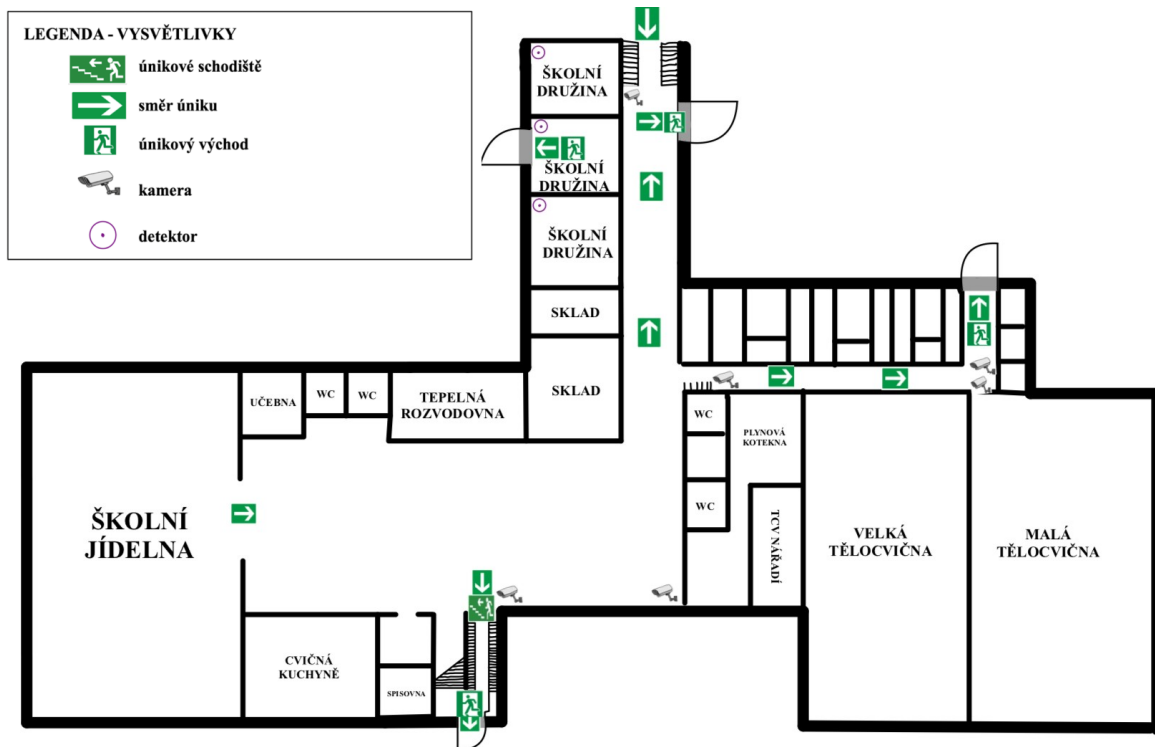 LEGENDA - VYSVĚTLIVKY
únikové schodiště
směr úniku
únikový východ
kamera
detektor
ŠKOLNÍ
DRUŽINA
ŠKOLNÍ
DRUŽINA
ŠKOLNÍ
DRUŽINA
SKLAD
SKLAD
UČEBNA
WC
WC
TEPELNÁ
ROZVODOVNA
WC
PLYNOVÁ
KOTEKNA
WC
TCV NÁŘADÍ
ŠKOLNÍ
JÍDELNA
VELKÁ
TĚLOCVIČNA
MALÁ
TĚLOCVIČNA
CVIČNÁ
KUCHYNĚ
SPISOVNA